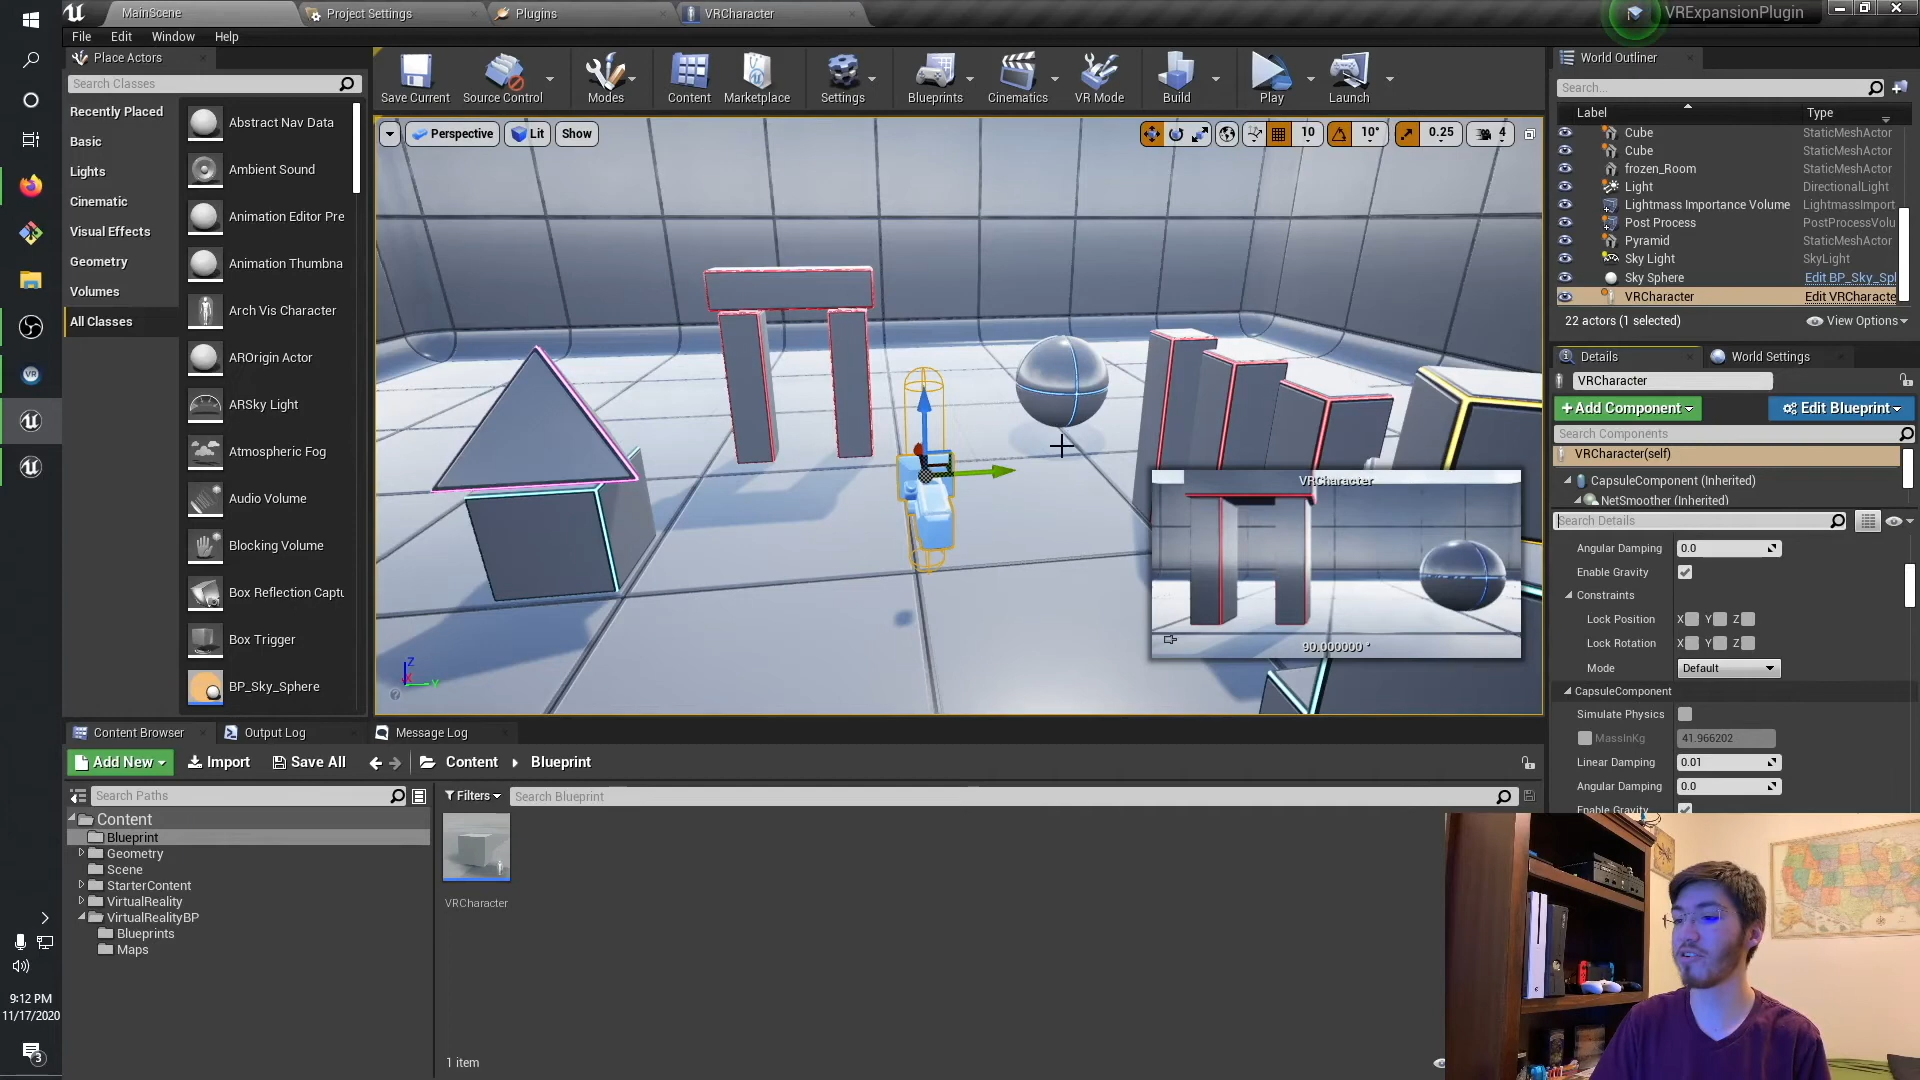 MainScene
Project Settings
Plugins
VRCharacter
VRExpansionPlugin
File Edit Window Help
Place Actors
Search Classes
Recently Placed
Basic
Lights
Cinematic
Visual Effects
Geometry
Volumes
All Classes
Abstract Nav Data
Ambient Sound
Animation Editor Pre
Animation Thumbna
Arch Vis Character
AROrigin Actor
ARSky Light
Atmospheric Fog
Audio Volume
Blocking Volume
Box Reflection Captu
Box Trigger
BP_Sky_Sphere
Save Current
Source Control
Modes
Content
Marketplace
Settings
Blueprints
Cinematics
VR Mode
Build
Play
Launch
Perspective Lit Show
10 10° 0.25 4
VRCharacter
90.000000 °
Z
X
Y
World Outliner
Search...
Label Type
Cube StaticMeshActor
Cube StaticMeshActor
frozen_Room StaticMeshActor
Light DirectionalLight
Lightmass Importance Volume LightmassImport
Post Process PostProcessVolu
Pyramid StaticMeshActor
Sky Light SkyLight
Sky Sphere Edit BP_Sky_Spl
VRCharacter Edit VRCharacte
22 actors (1 selected) View Options
Details World Settings
VRCharacter
+Add Component Edit Blueprint
Search Components
VRCharacter(self)
CapsuleComponent (Inherited)
NetSmoother (Inherited)
Search Details
Angular Damping 0.0
Enable Gravity
Constraints
Lock Position X Y Z
Lock Rotation X Y Z
Mode Default
CapsuleComponent
Simulate Physics
MassInKg 41.966202
Linear Damping 0.01
Angular Damping 0.0
Enable Gravity
Content Browser Output Log Message Log
Add New Import Save All Content Blueprint
Search Paths
Filters Search Blueprint
Content
Blueprint
Geometry
Scene
StarterContent
VirtualReality
VirtualRealityBP
Blueprints
Maps
VRCharacter
1 item
9:12 PM
11/17/2020
3